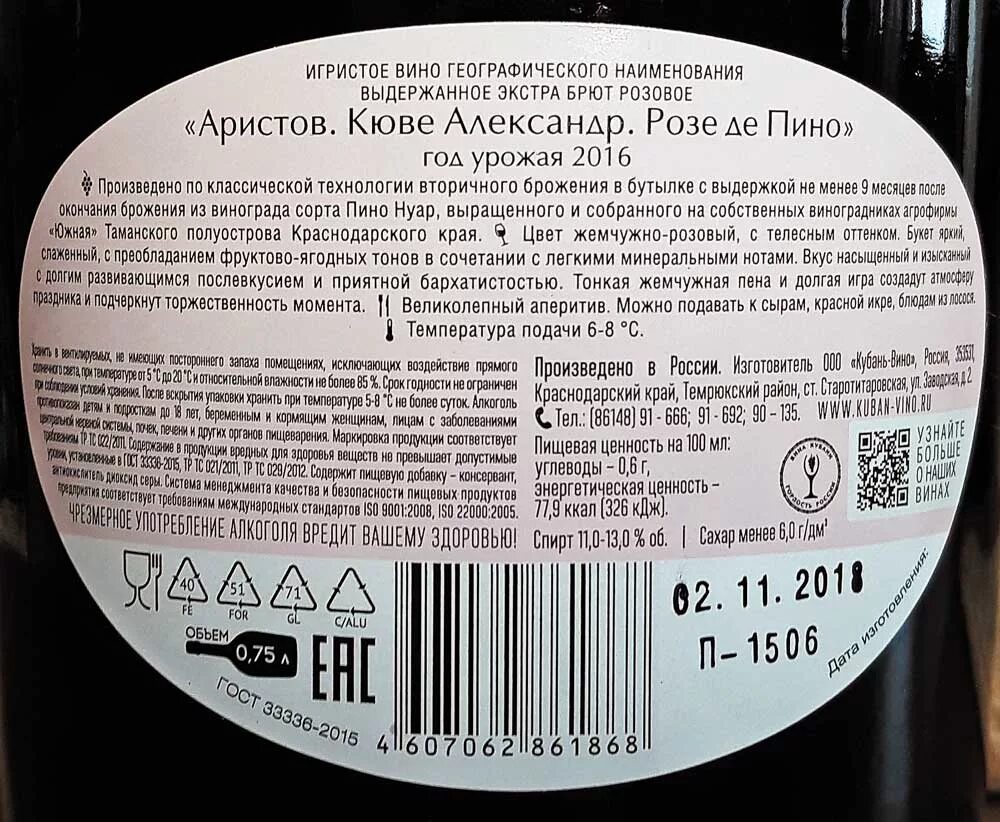 ИГРИСТОЕ ВИНО ГЕОГРАФИЧЕСКОГО НАИМЕНОВАНИЯ
ВЫДЕРЖАННОЕ ЭКСТРА БРЮТ РОЗОВОЕ
«Аристов. Кюве Александр. Розе де Пино»
год урожая 2016
Произведено по классической технологии вторичного брожения в бутылке с выдержкой не менее 9 месяцев после
окончания брожения из винограда сорта Пино Нуар, выращенного и собранного на собственных виноградниках агрофирмы
«Южная» Таманского полуострова Краснодарского края. Цвет жемчужно-розовый, с телесным оттенком. Букет яркий,
слаженный, с преобладанием фруктово-ягодных тонов в сочетании с легкими минеральными нотами. Вкус насыщенный и изысканный
с долгим развивающимся послевкусием и приятной бархатистостью. Тонкая жемчужная пена и долгая игра создадут атмосферу
праздника и подчеркнут торжественность момента. Великолепный аперитив. Можно подавать к сырам, красной икре, блюдам из лосося.
Температура подачи 6-8 °С.
Хранить в вентилируемых, не имеющих постороннего запаха помещениях, исключающих воздействие прямого
солнечного света, при температуре от 5 °С до 20 °С и относительной влажности не более 85 %. Срок годности не ограничен
при соблюдении условий хранения. После вскрытия упаковки хранить при температуре 5-8 °С не более суток. Алкоголь
противопоказан детям и подросткам до 18 лет, беременным и кормящим женщинам, лицам с заболеваниями
центральной нервной системы, почек, печени и других органов пищеварения. Маркировка продукции соответствует
требованиям ТР ТС 022/2011. Содержание в продукции вредных для здоровья веществ не превышает допустимые
уровни, установленные в ГОСТ 33336-2015, ТР ТС 021/2011, ТР ТС 029/2012. Содержит пищевую добавку – консервант,
антиокислитель диоксид серы. Система менеджмента качества и безопасности пищевых продуктов
предприятия соответствует требованиям международных стандартов ISO 9001:2008, ISO 22000:2005.
ЧРЕЗМЕРНОЕ УПОТРЕБЛЕНИЕ АЛКОГОЛЯ ВРЕДИТ ВАШЕМУ ЗДОРОВЬЮ!
Произведено в России. Изготовитель ООО «Кубань-Вино», Россия, 353531,
Краснодарский край, Темрюкский район, ст. Старотитаровская, ул. Заводская, д.2
Тел.: (86148) 91 - 666; 91 - 692; 90 - 135. WWW.KUBAN-VINO.RU
Пищевая ценность на 100 мл:
углеводы – 0,6 г,
энергетическая ценность –
77,9 ккал (326 кДж).
ВИНА КУБАНИ
ГОРДОСТЬ РОССИИ
УЗНАЙТЕ
БОЛЬШЕ
О НАШИХ
ВИНАХ
Спирт 11,0-13,0 % об. | Сахар менее 6,0 г/дм³
40
FE
51
FOR
71
GL
C/ALU
ОБЪЕМ
0,75 л
EAC
ГОСТ 33336-2015
4 607062 861868
02.11.2018
П-1506
Дата изготовления: